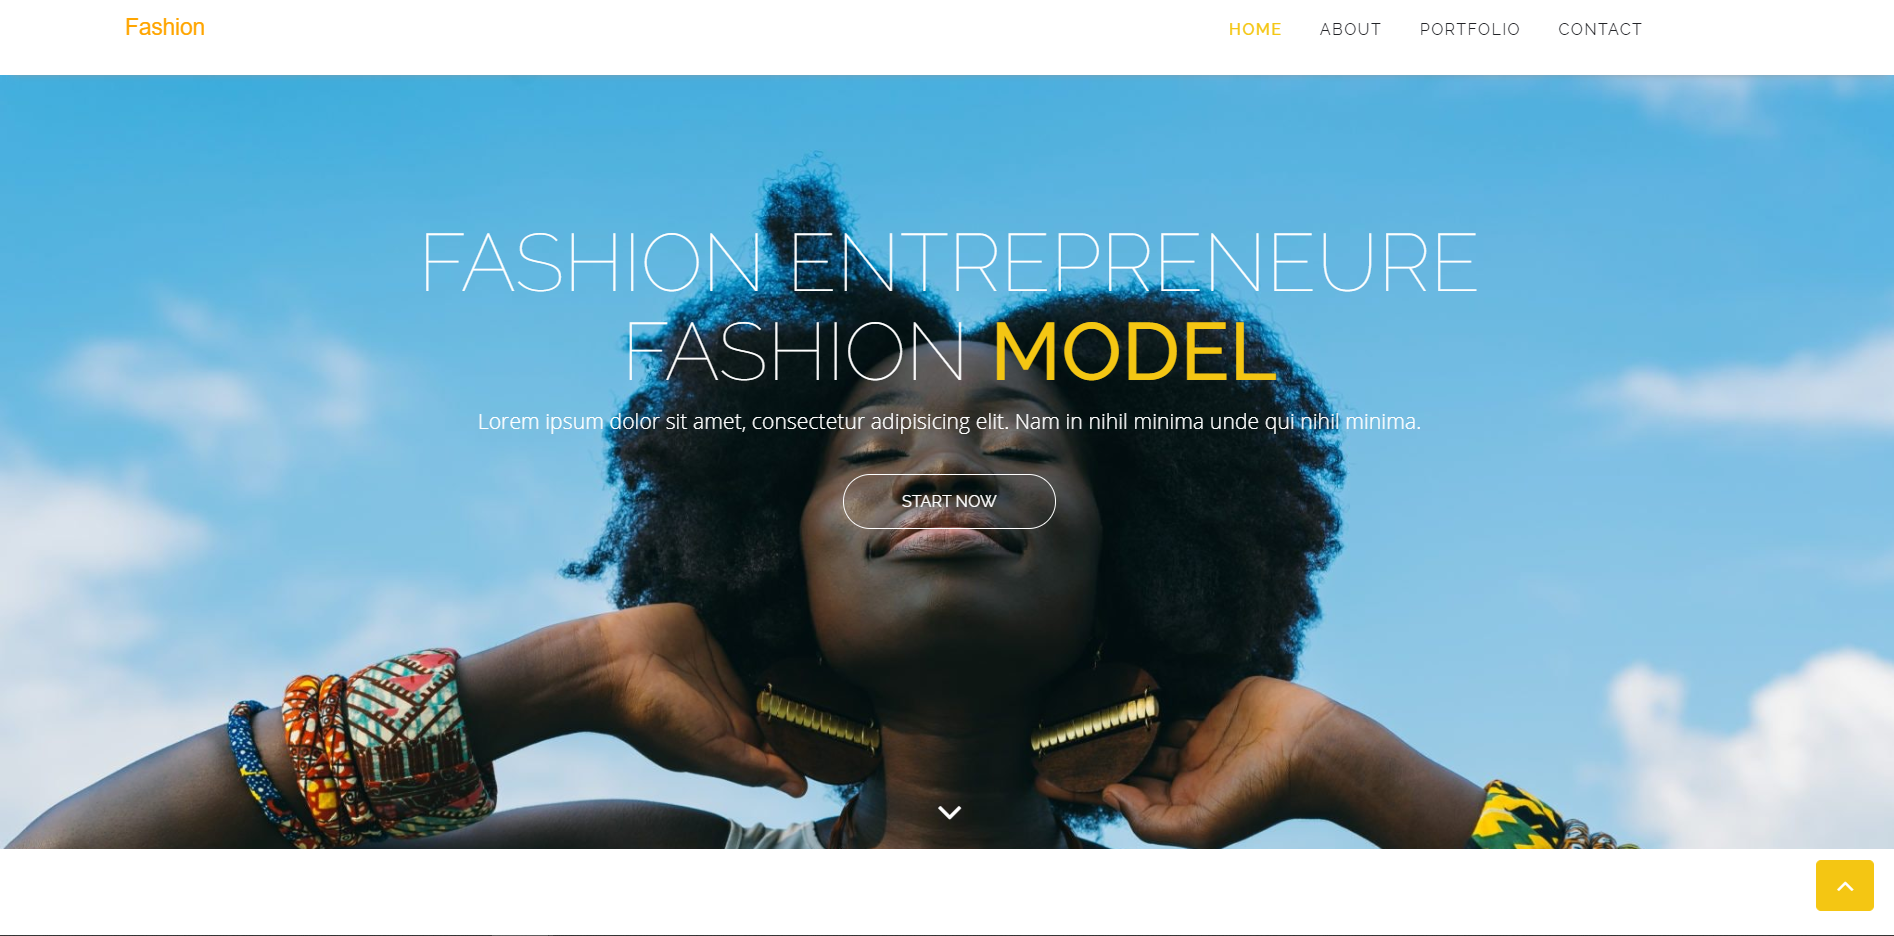 Fashion
HOME ABOUT PORTFOLIO CONTACT
FASHION ENTREPRENEURE
FASHION MODEL
Lorem ipsum dolor sit amet, consectetur adipisicing elit. Nam in nihil minima unde qui nihil minima.
START NOW